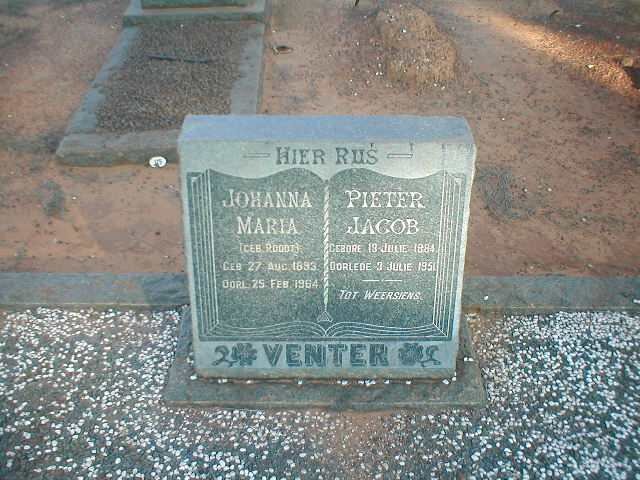 HIER RUS
JOHANNA
MARIA
(GEB. ROODT)
GEB. 27 AUG. 1893
OORL. 25 FEB. 1964
PIETER
JACOB
GEBORE 19 JULIE 1884
OORLEDE 3 JULIE 1951
TOT WEERSIENS.
VENTER